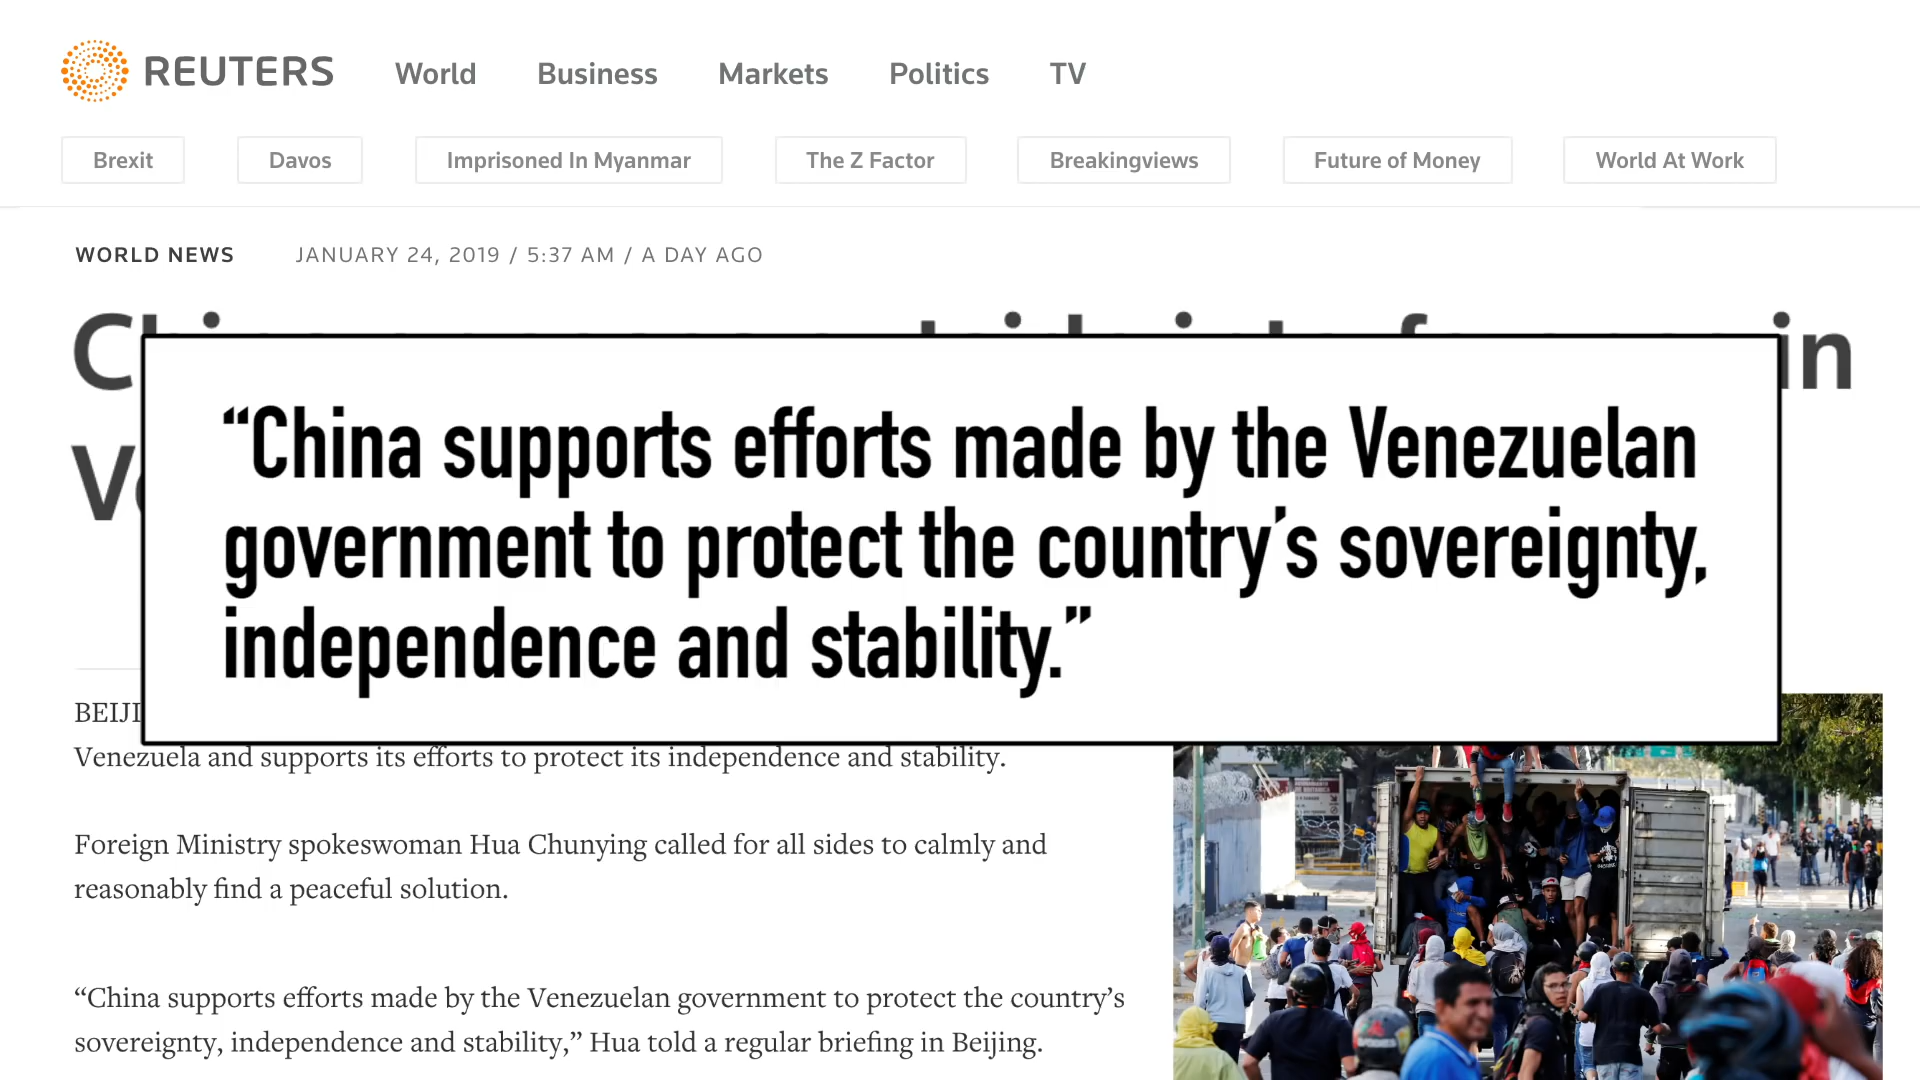 REUTERS World Business Markets Politics TV
Brexit Davos Imprisoned In Myanmar The Z Factor Breakingviews Future of Money World At Work
WORLD NEWS JANUARY 24, 2019 / 5:37 AM / A DAY AGO
in
“China supports efforts made by the Venezuelan
government to protect the country’s sovereignty,
independence and stability.”
Venezuela and supports its efforts to protect its independence and stability.
Foreign Ministry spokeswoman Hua Chunying called for all sides to calmly and
reasonably find a peaceful solution.
“China supports efforts made by the Venezuelan government to protect the country’s
sovereignty, independence and stability,” Hua told a regular briefing in Beijing.